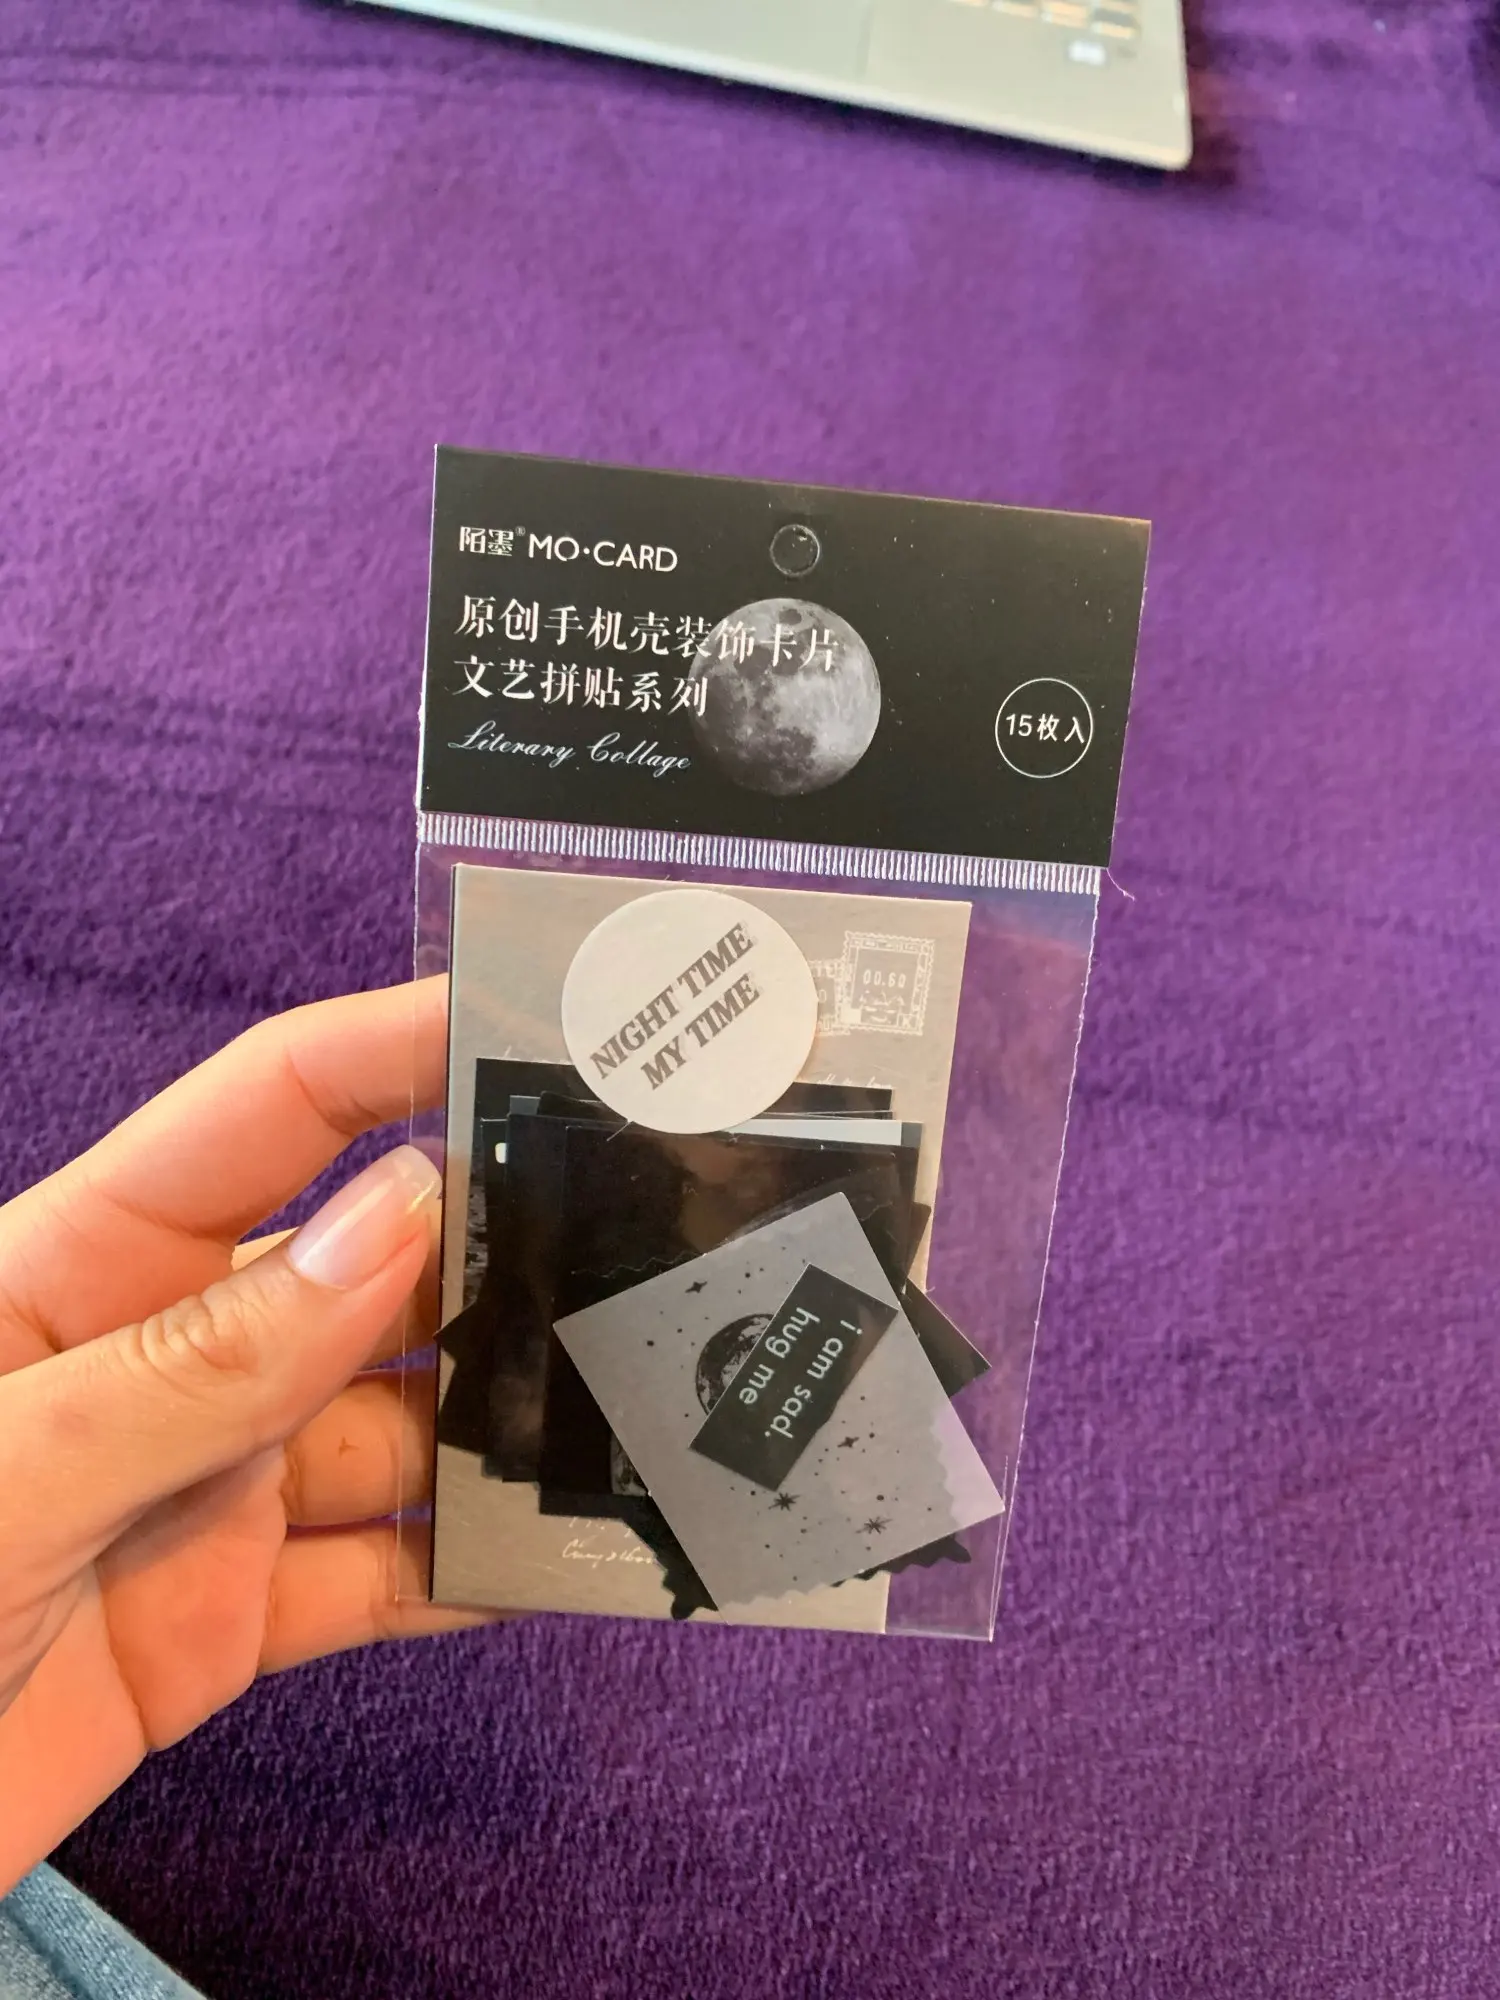 陌墨® MO·CARD
原创手机壳装饰卡片
文艺拼贴系列
Literary Collage
15枚入
NIGHT TIME
MY TIME
00.60
i am sad.
hug me